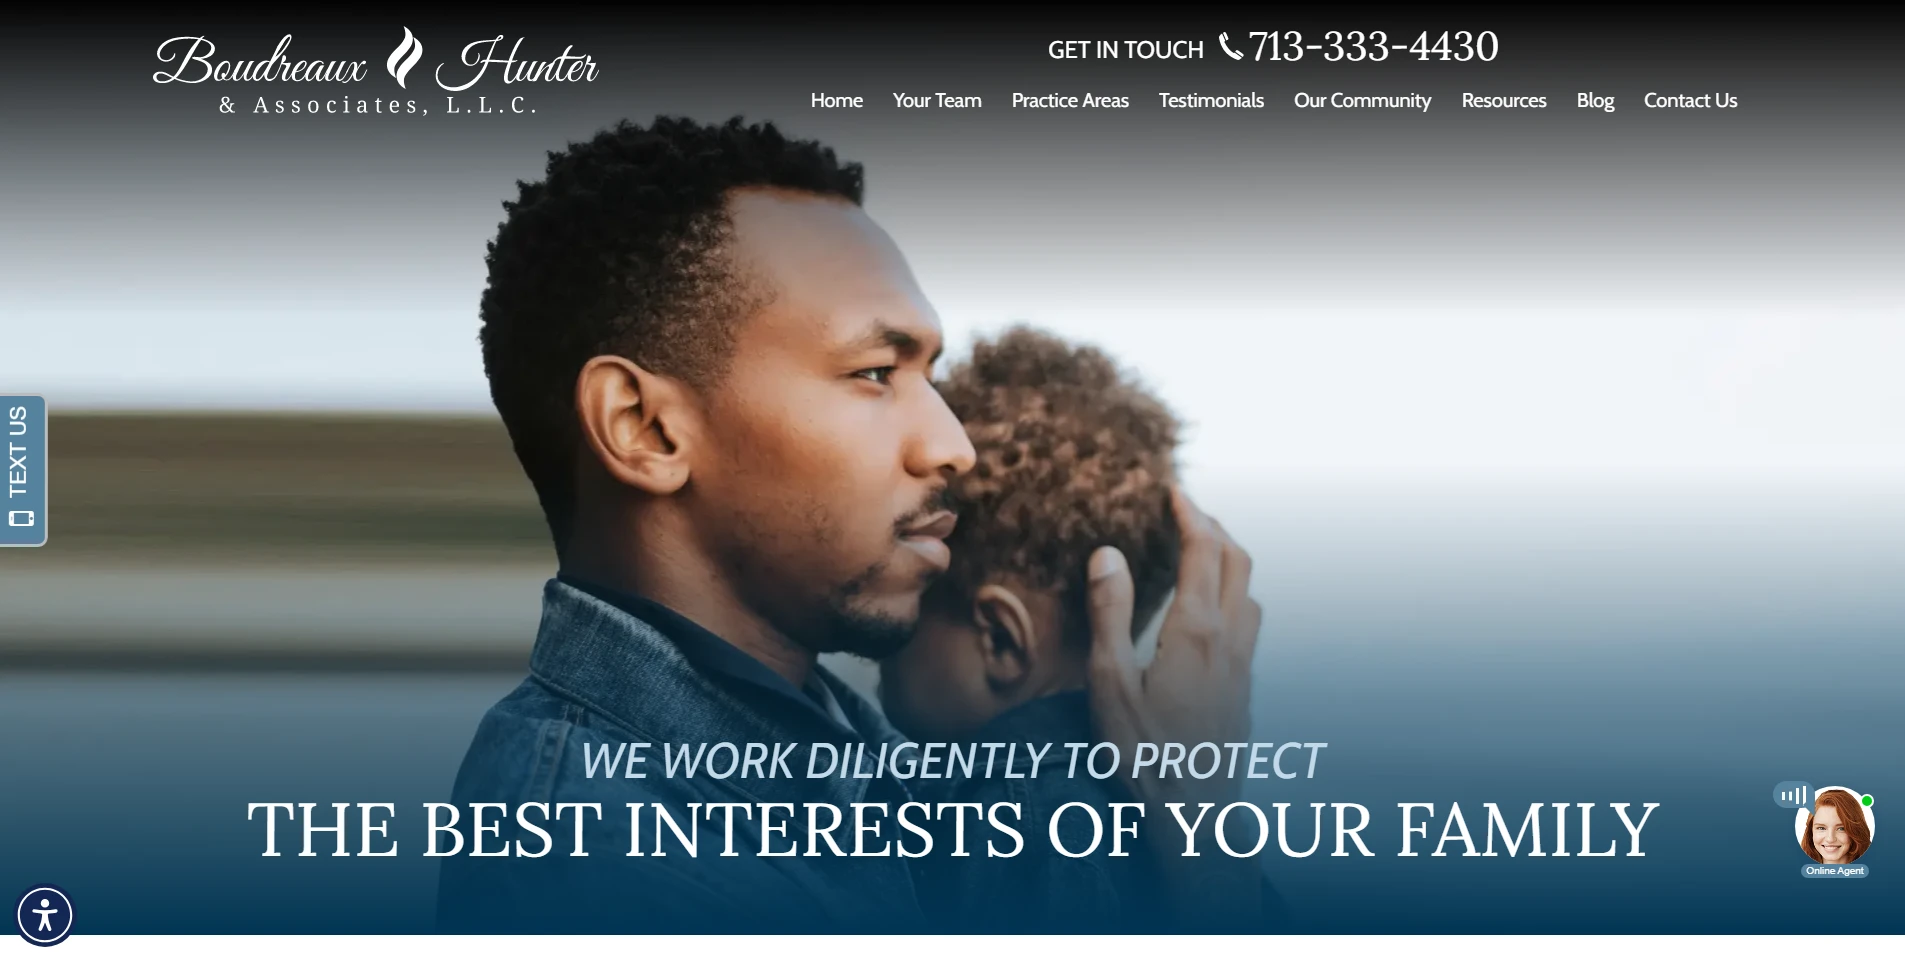 Boudreaux Hunter
& Associates, L.L.C.
GET IN TOUCH 713-333-4430
Home Your Team Practice Areas Testimonials Our Community Resources Blog Contact Us
TEXT US
WE WORK DILIGENTLY TO PROTECT
THE BEST INTERESTS OF YOUR FAMILY
Online Agent